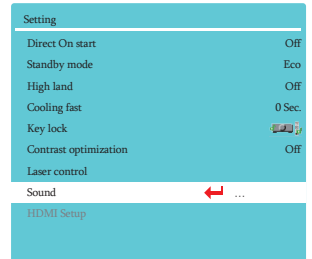 Setting
Direct On start Off
Standby mode Eco
High land Off
Cooling fast 0 Sec.
Key lock
Contrast optimization Off
Laser control
Sound ...
HDMI Setup